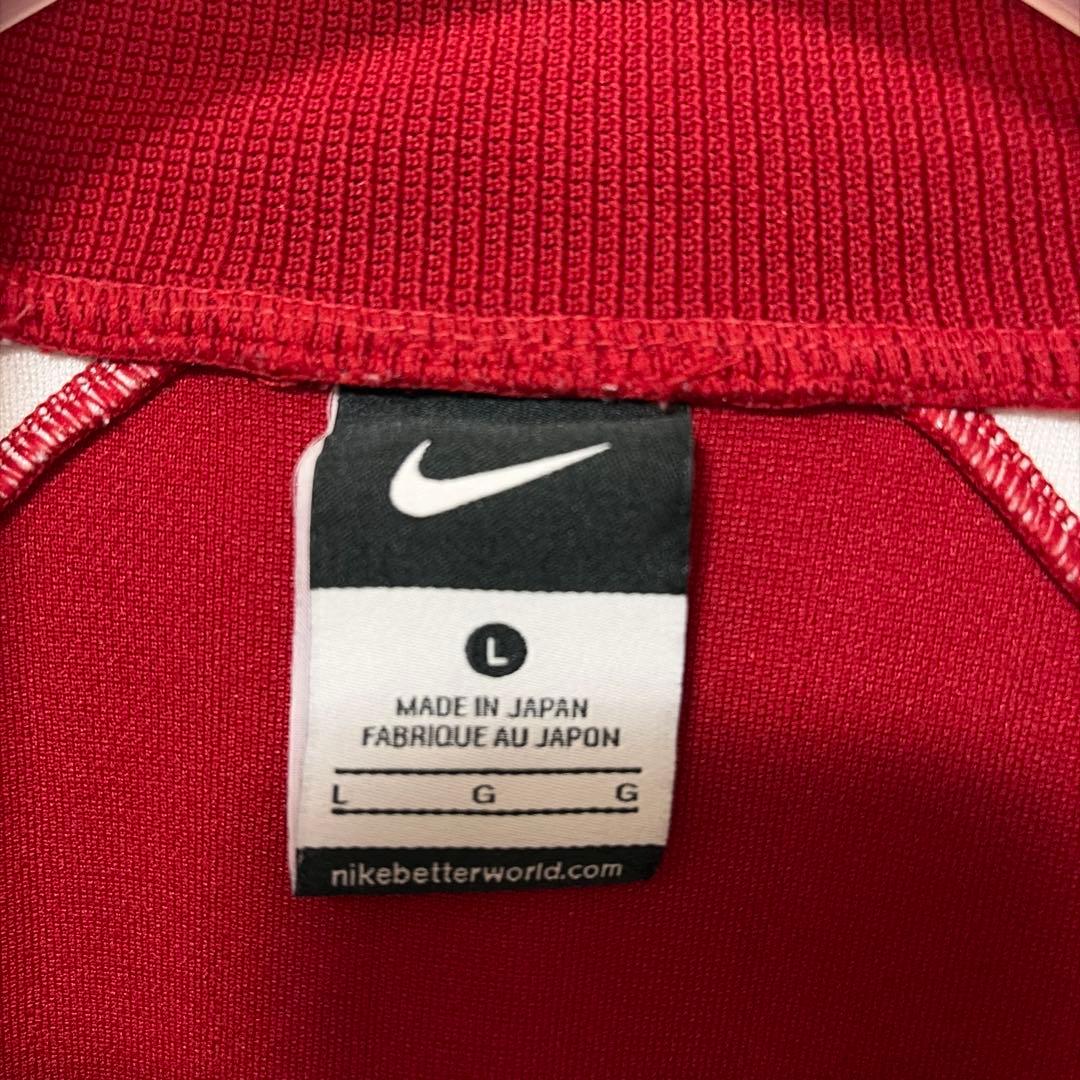 L
MADE IN JAPAN
FABRIQUE AU JAPON
L G G
nikebetterworld.com